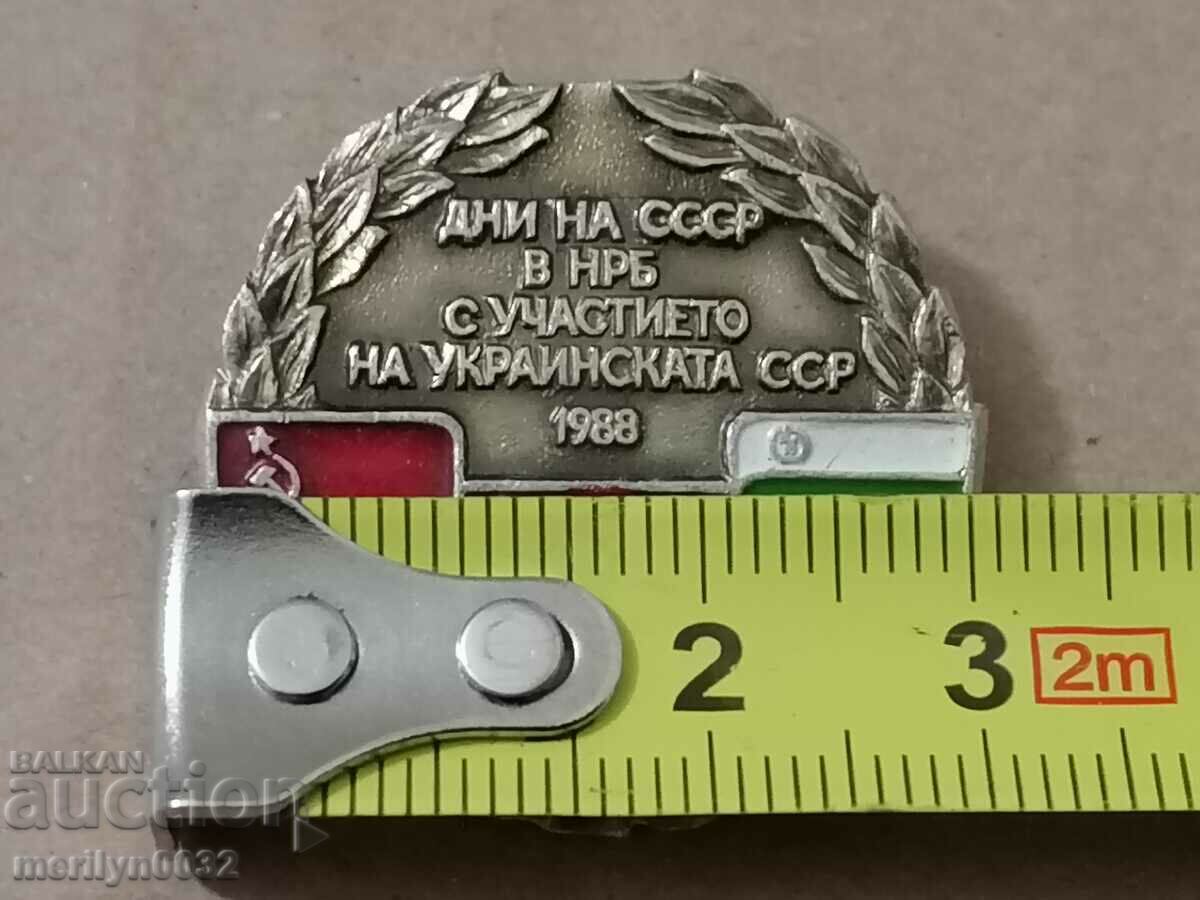 ДНИ НА СССР
В НРБ
С УЧАСТИЕТО
НА УКРАИНСКАТА ССР
1988
2 3 2m
BALKAN
auction
merilyn0032